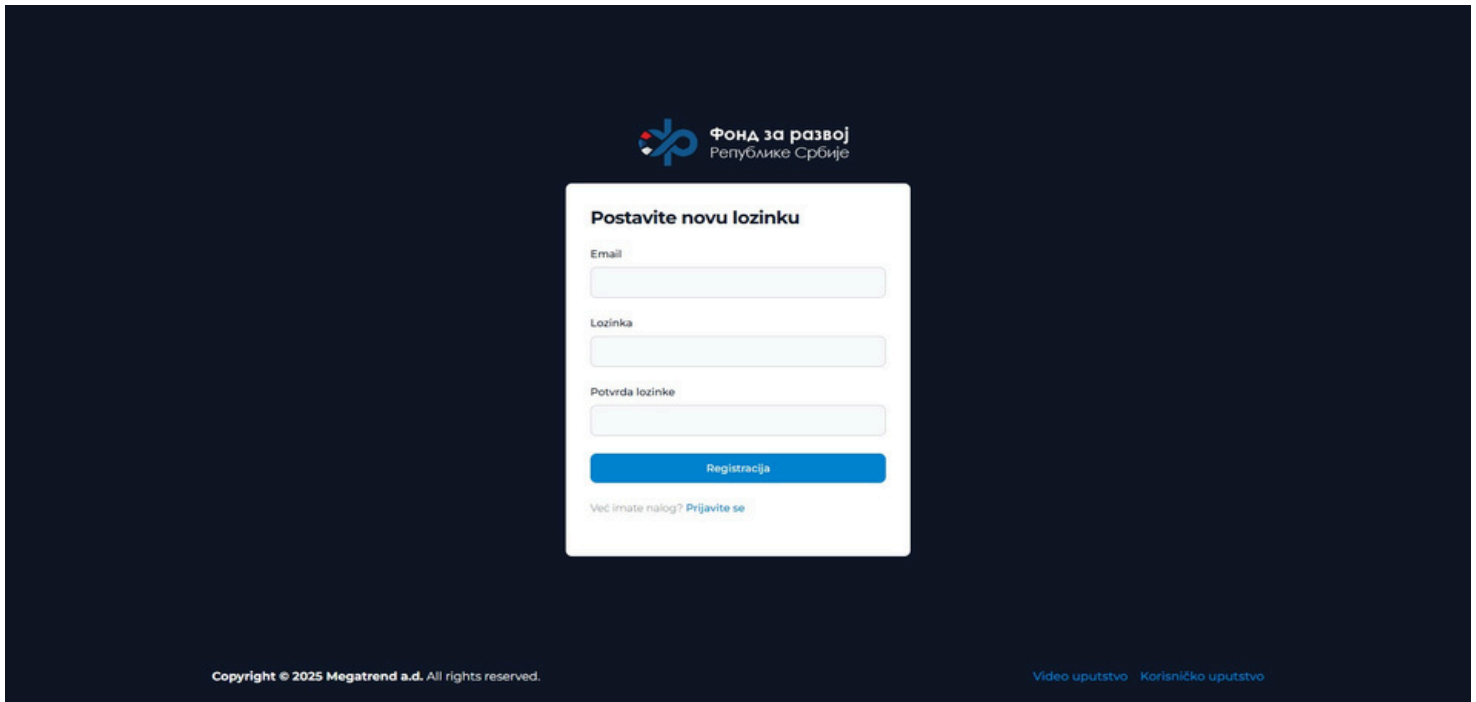 Фонд за развој
Републике Србије
Postavite novu lozinku
Email
Lozinka
Potvrda lozinke
Registracija
Već imate nalog? Prijavite se
Copyright © 2025 Megatrend a.d. All rights reserved.
Video uputstvo Korisničko uputstvo